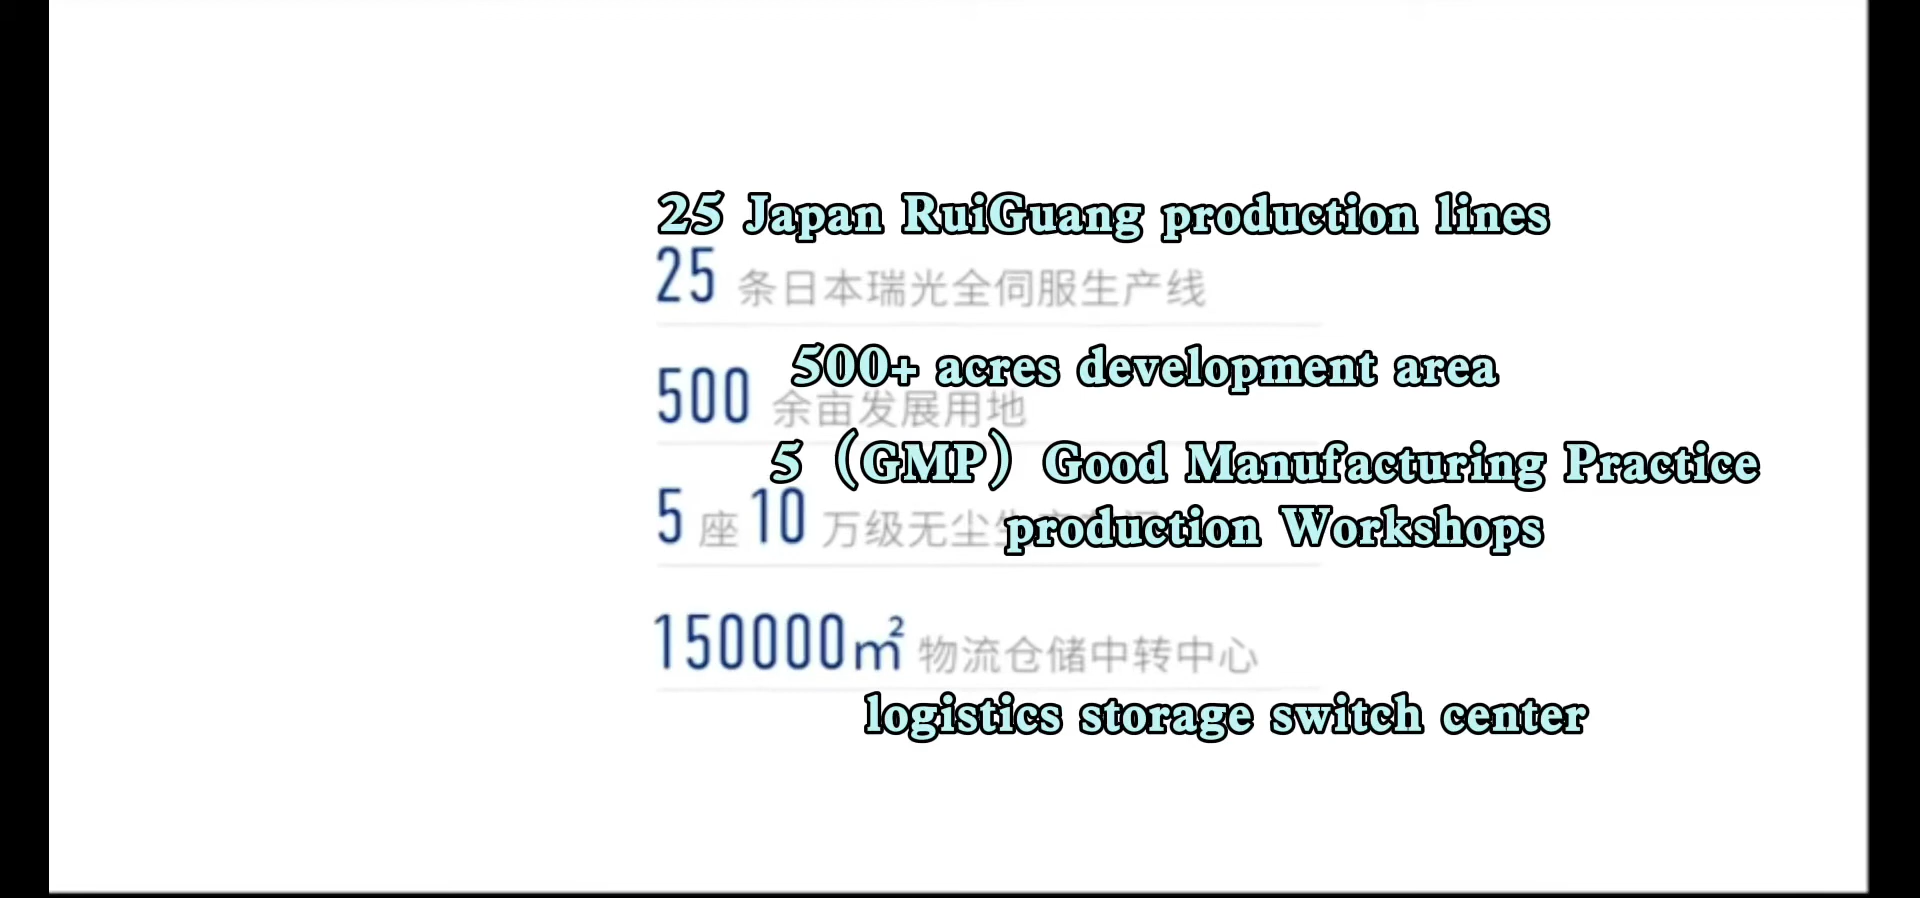 25 Japan RuiGuang production lines
25 条日本瑞光全伺服生产线
500+ acres development area
500 余亩发展用地
5（GMP）Good Manufacturing Practice
5 座 10 万级无尘生
production Workshops
150000㎡ 物流仓储中转中心
logistics storage switch center